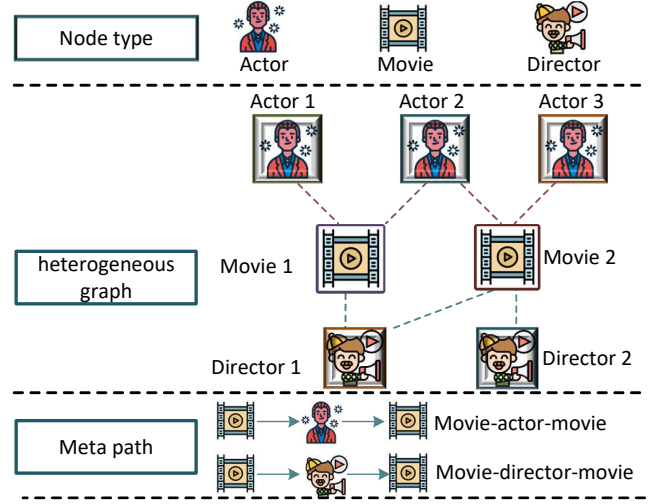 Node type
Actor
Movie
Director
Actor 1
Actor 2
Actor 3
heterogeneous
graph
Movie 1
Movie 2
Director 1
Director 2
Meta path
Movie-actor-movie
Movie-director-movie